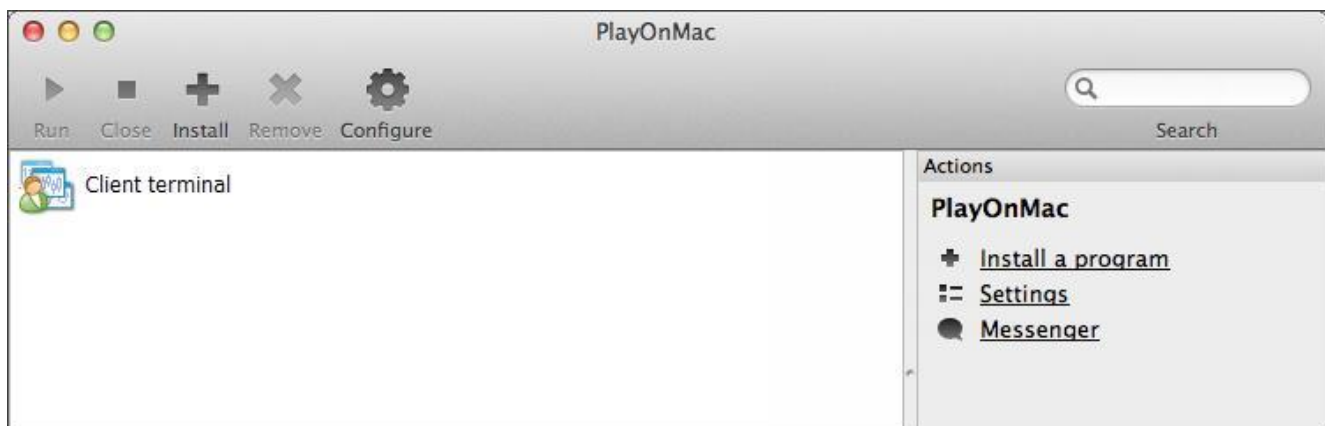 PlayOnMac
Run Close Install Remove Configure
Search
Client terminal
Actions
PlayOnMac
Install a program
Settings
Messenger